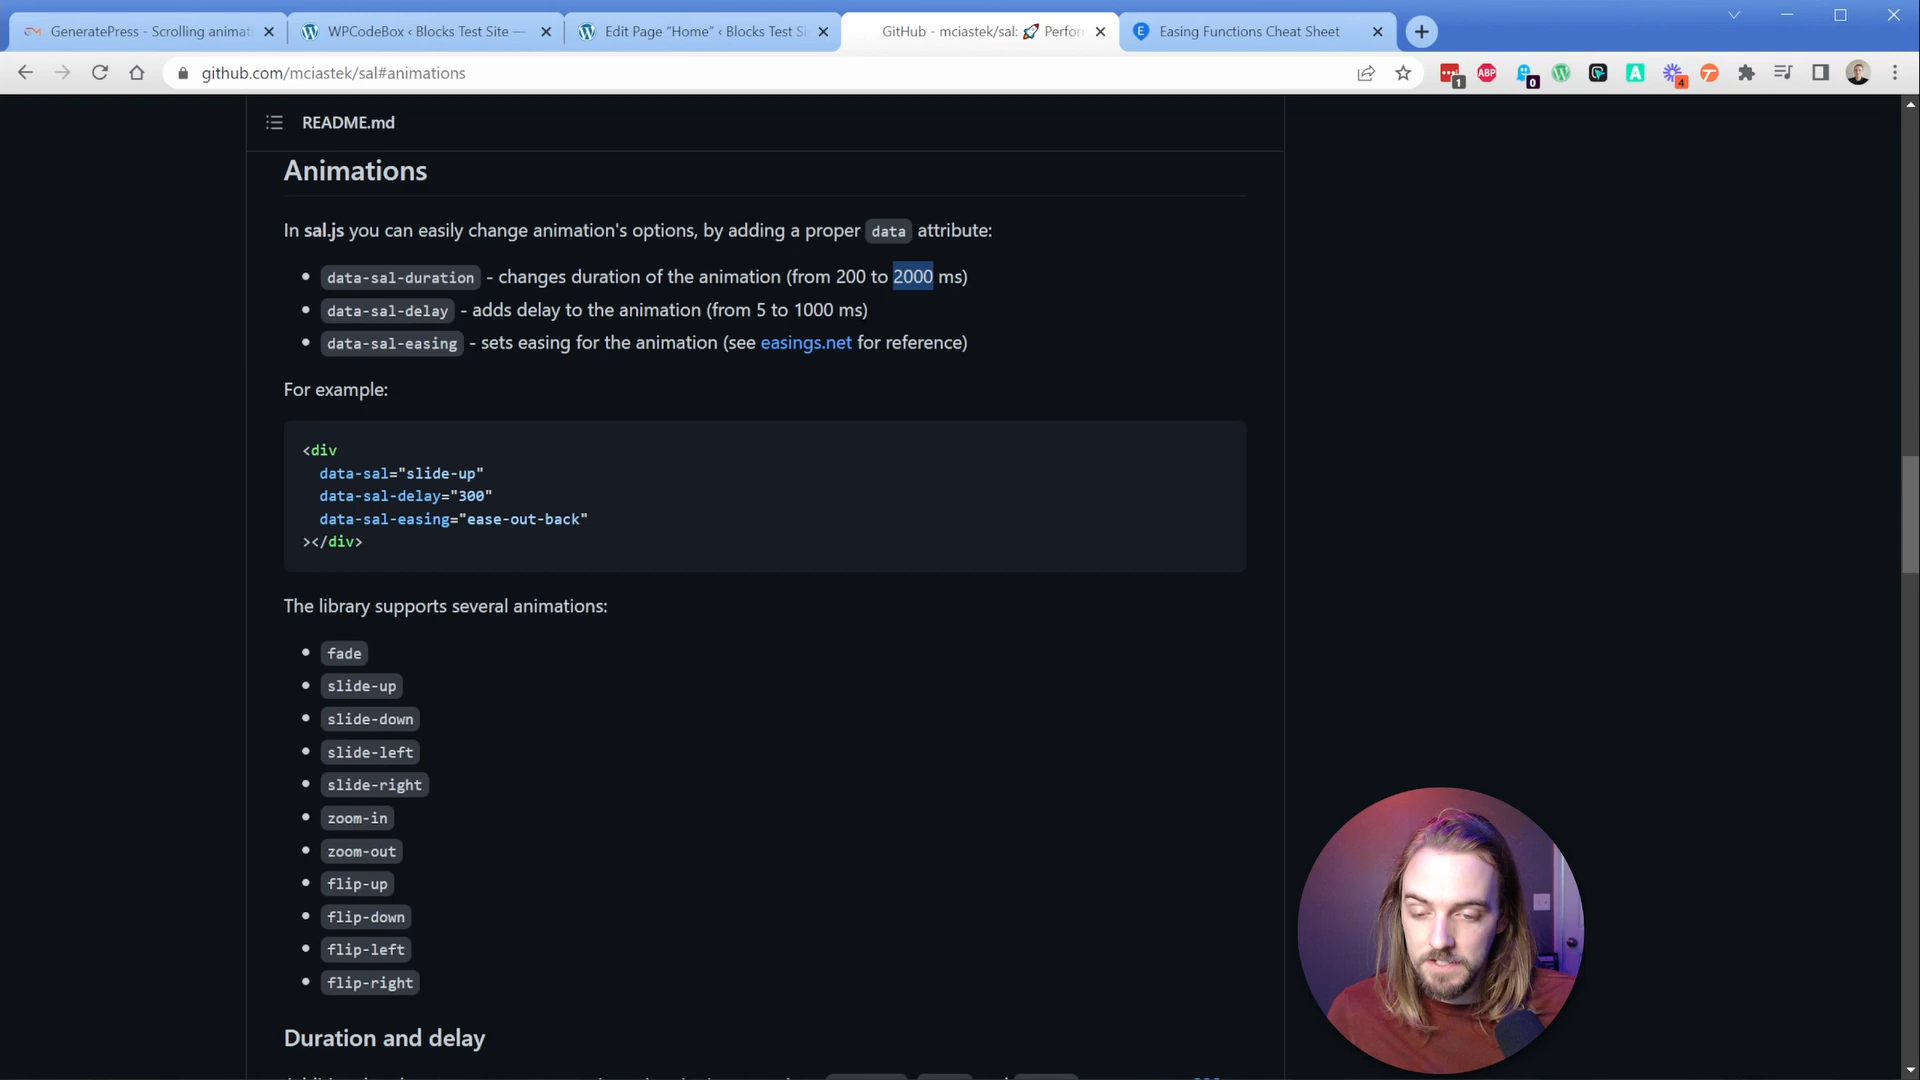 GeneratePress - Scrolling animat
WPCodeBox ‹ Blocks Test Site —
Edit Page “Home” ‹ Blocks Test Si
GitHub - mciastek/sal: 🚀 Perfor
Easing Functions Cheat Sheet
github.com/mciastek/sal#animations
README.md
Animations
In sal.js you can easily change animation's options, by adding a proper data attribute:
data-sal-duration - changes duration of the animation (from 200 to 2000 ms)
data-sal-delay - adds delay to the animation (from 5 to 1000 ms)
data-sal-easing - sets easing for the animation (see easings.net for reference)
For example:
<div
data-sal="slide-up"
data-sal-delay="300"
data-sal-easing="ease-out-back"
></div>
The library supports several animations:
fade
slide-up
slide-down
slide-left
slide-right
zoom-in
zoom-out
flip-up
flip-down
flip-left
flip-right
Duration and delay